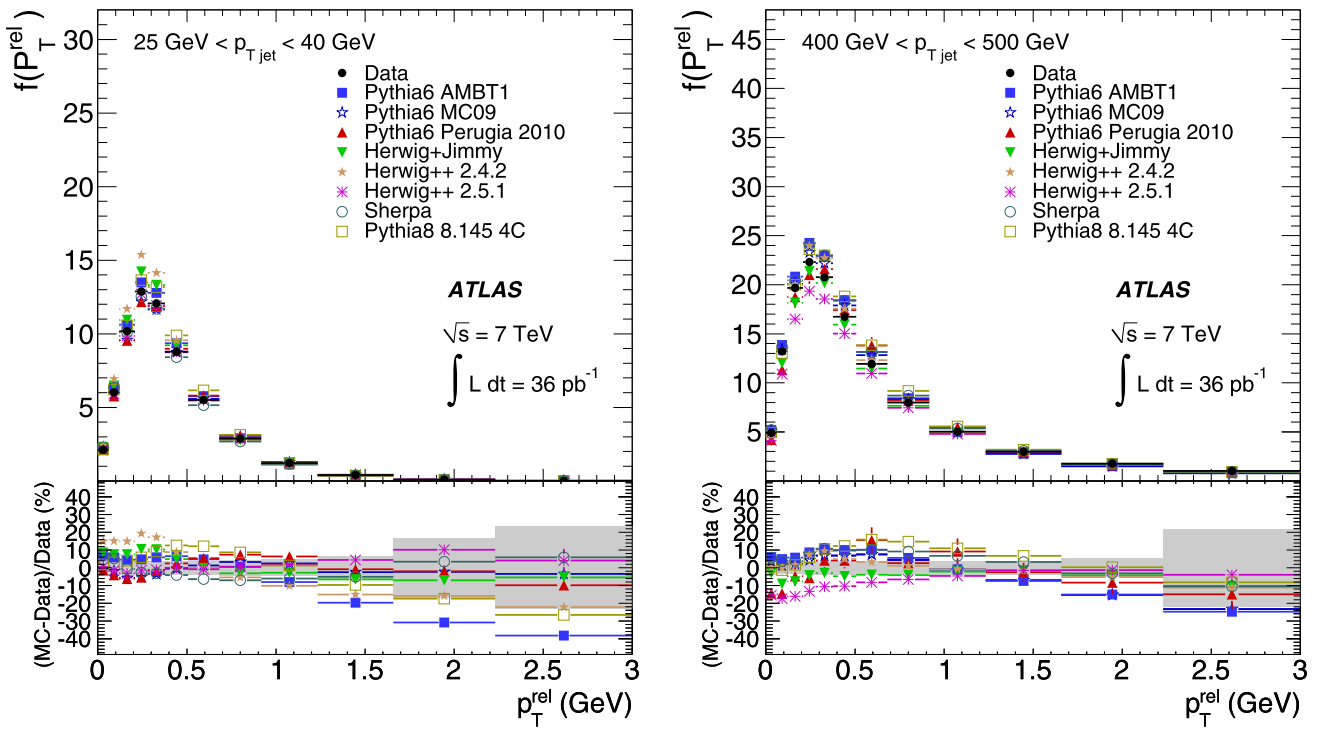 25 GeV < p_T jet < 40 GeV
f(P_T^rel)
30
25
20
15
10
5
Data
Pythia6 AMBT1
Pythia6 MC09
Pythia6 Perugia 2010
Herwig+Jimmy
Herwig++ 2.4.2
Herwig++ 2.5.1
Sherpa
Pythia8 8.145 4C
ATLAS
√s = 7 TeV
∫ L dt = 36 pb⁻¹
(MC-Data)/Data (%)
40
30
20
10
0
-10
-20
-30
-40
0 0.5 1 1.5 2 2.5 3
p_T^rel (GeV)
400 GeV < p_T jet < 500 GeV
f(P_T^rel)
45
40
35
30
25
20
15
10
5
Data
Pythia6 AMBT1
Pythia6 MC09
Pythia6 Perugia 2010
Herwig+Jimmy
Herwig++ 2.4.2
Herwig++ 2.5.1
Sherpa
Pythia8 8.145 4C
ATLAS
√s = 7 TeV
∫ L dt = 36 pb⁻¹
(MC-Data)/Data (%)
40
30
20
10
0
-10
-20
-30
-40
0 0.5 1 1.5 2 2.5 3
p_T^rel (GeV)